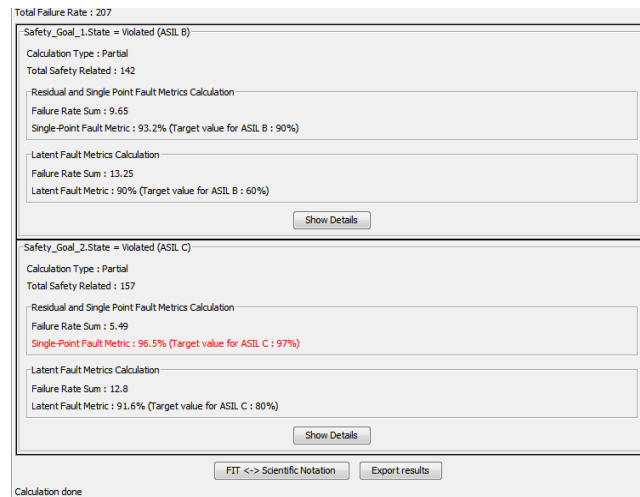 Total Failure Rate : 207
Safety_Goal_1.State = Violated (ASIL B)
Calculation Type : Partial
Total Safety Related : 142
Residual and Single Point Fault Metrics Calculation
Failure Rate Sum : 9.65
Single-Point Fault Metric : 93.2% (Target value for ASIL B : 90%)
Latent Fault Metrics Calculation
Failure Rate Sum : 13.25
Latent Fault Metric : 90% (Target value for ASIL B : 60%)
Show Details
Safety_Goal_2.State = Violated (ASIL C)
Calculation Type : Partial
Total Safety Related : 157
Residual and Single Point Fault Metrics Calculation
Failure Rate Sum : 5.49
Single-Point Fault Metric : 96.5% (Target value for ASIL C : 97%)
Latent Fault Metrics Calculation
Failure Rate Sum : 12.8
Latent Fault Metric : 91.6% (Target value for ASIL C : 80%)
Show Details
FIT <-> Scientific Notation Export results
Calculation done